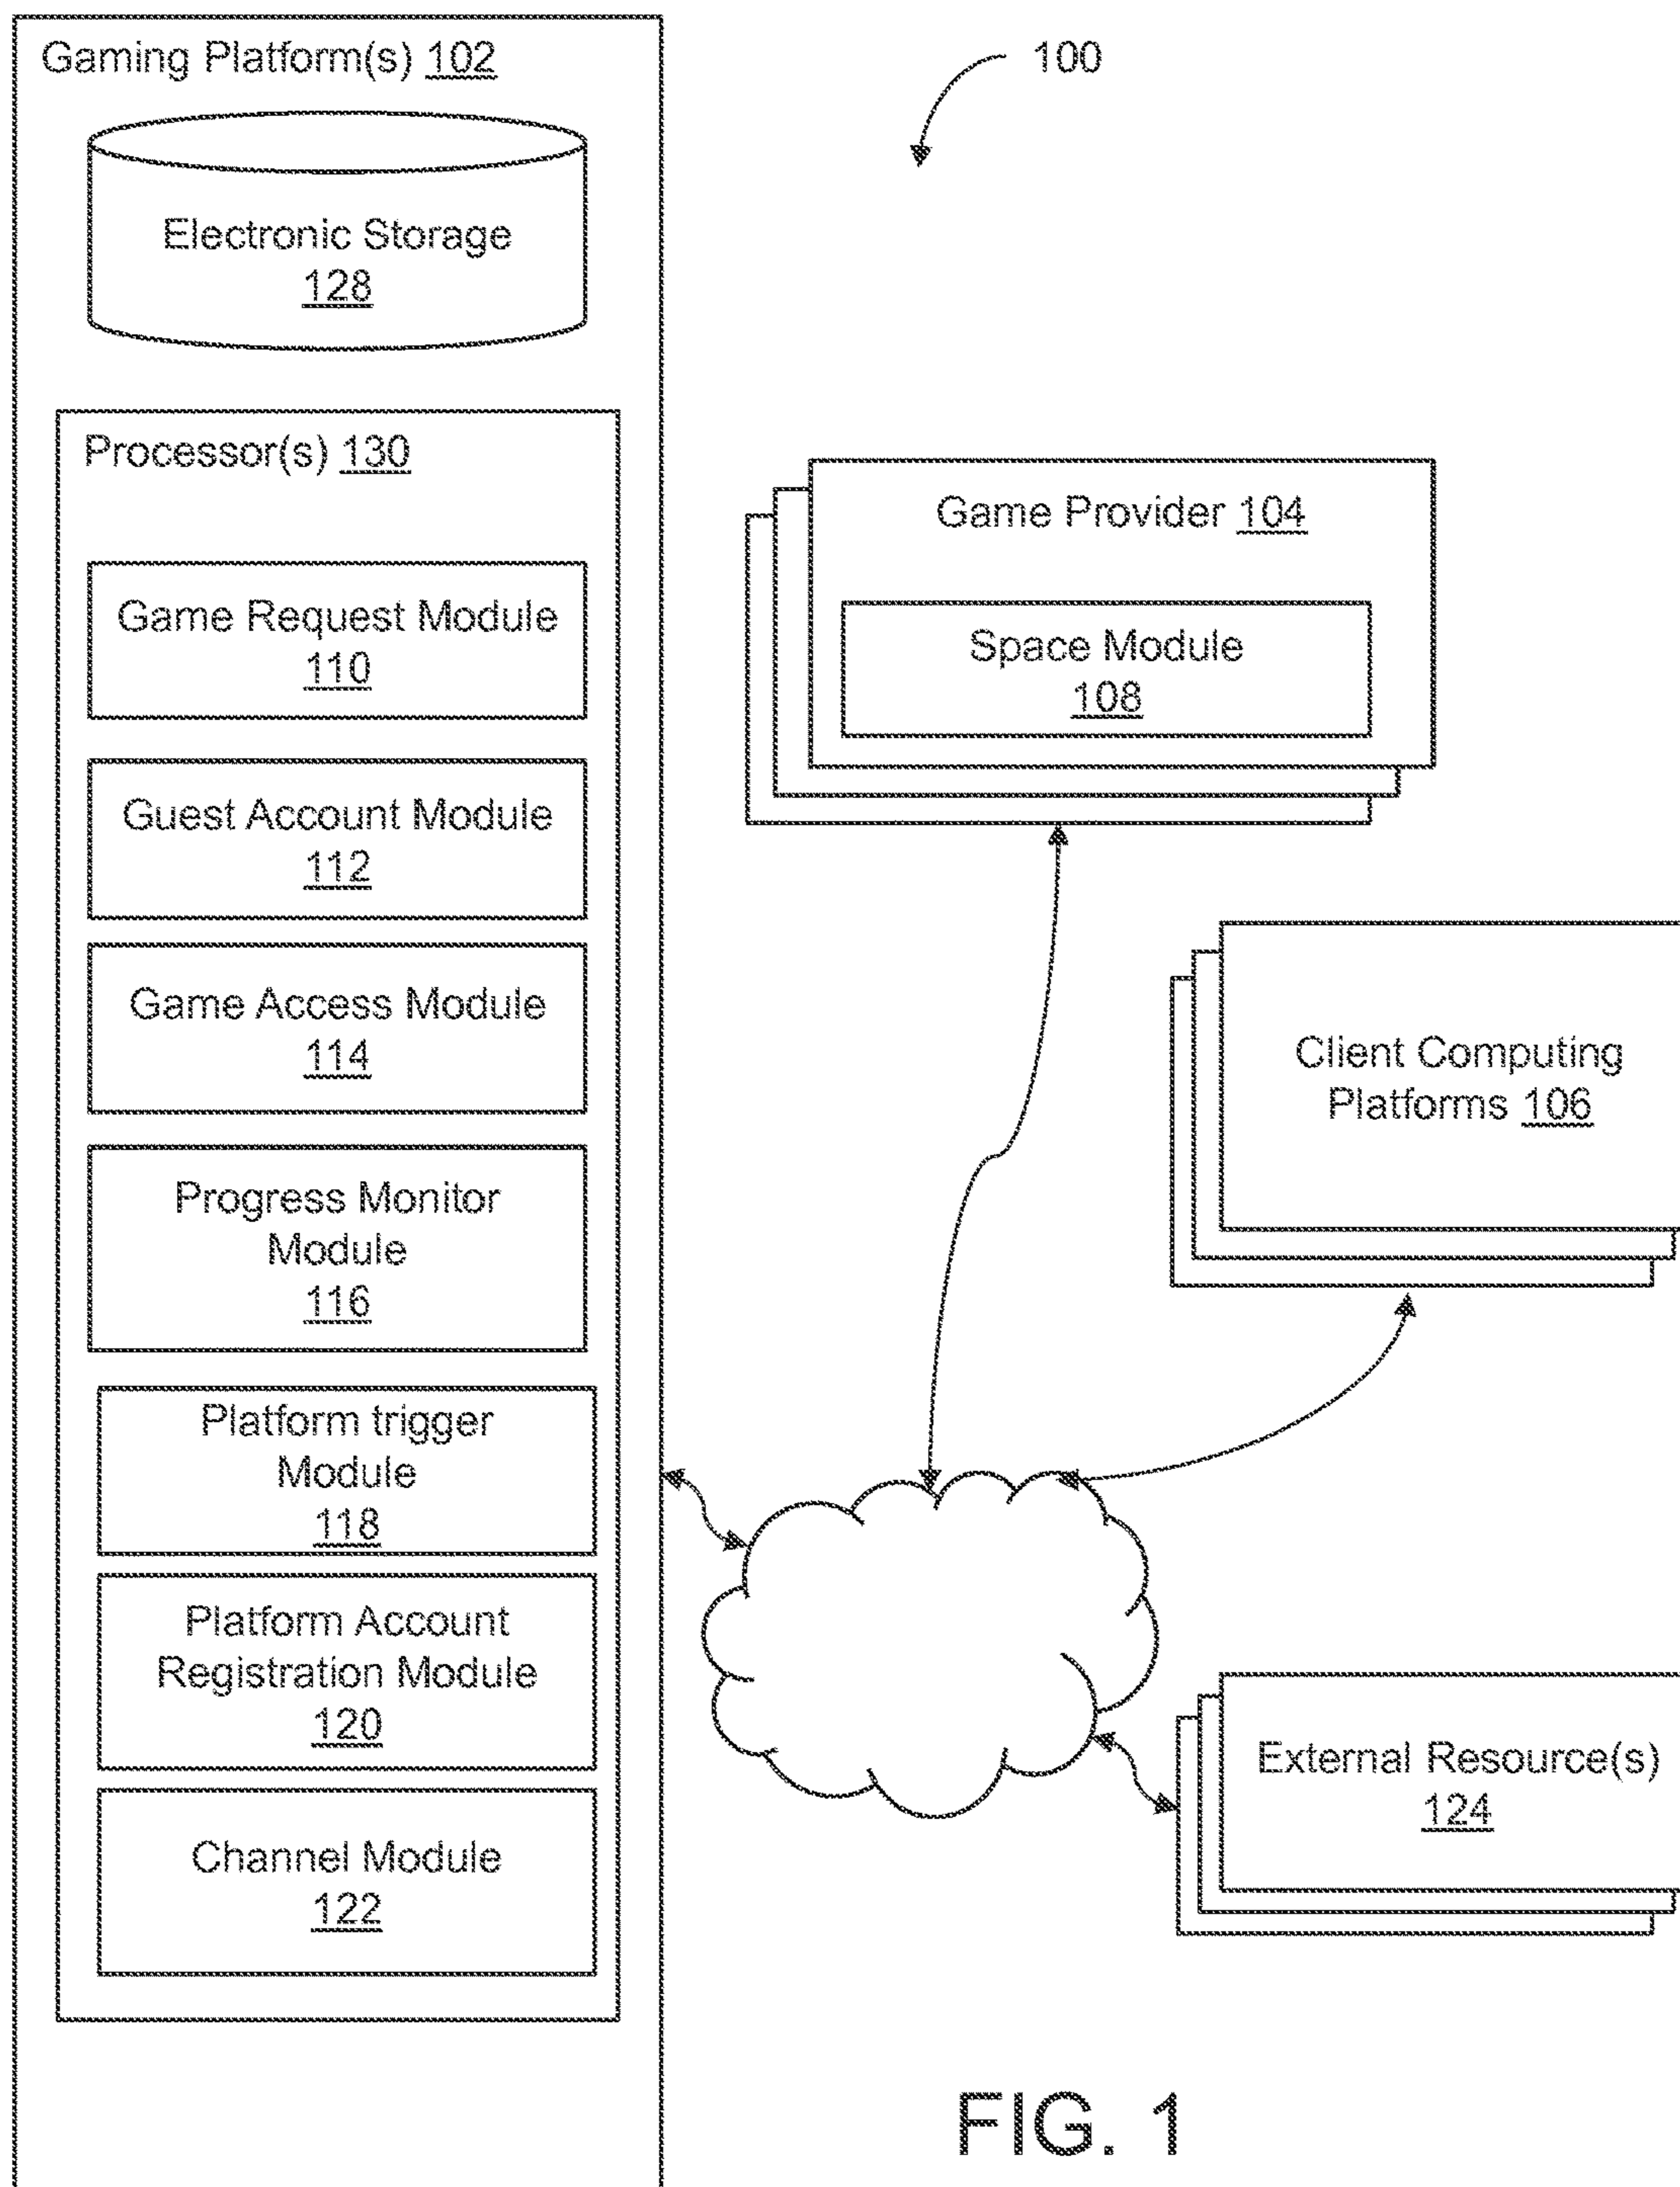 Gaming Platform(s) 102
100
Electronic Storage
128
Processor(s) 130
Game Request Module
110
Guest Account Module
112
Game Access Module
114
Progress Monitor
Module
116
Platform trigger
Module
118
Platform Account
Registration Module
120
Channel Module
122
Game Provider 104
Space Module
108
Client Computing
Platforms 106
External Resource(s)
124
FIG. 1